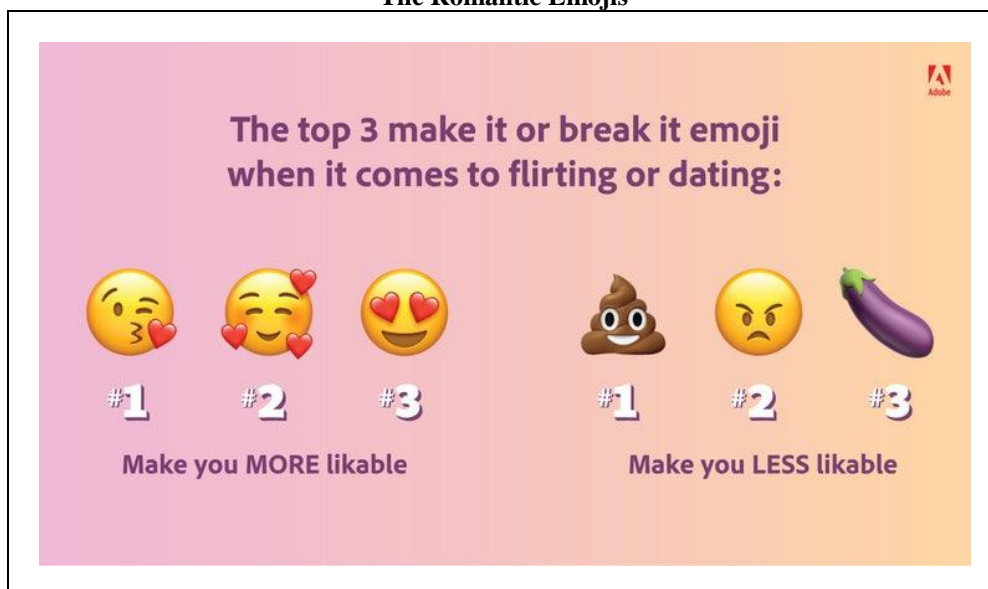 The Romantic Emojis
Adobe
The top 3 make it or break it emoji
when it comes to flirting or dating:
#1 #2 #3 #1 #2 #3
Make you MORE likable Make you LESS likable